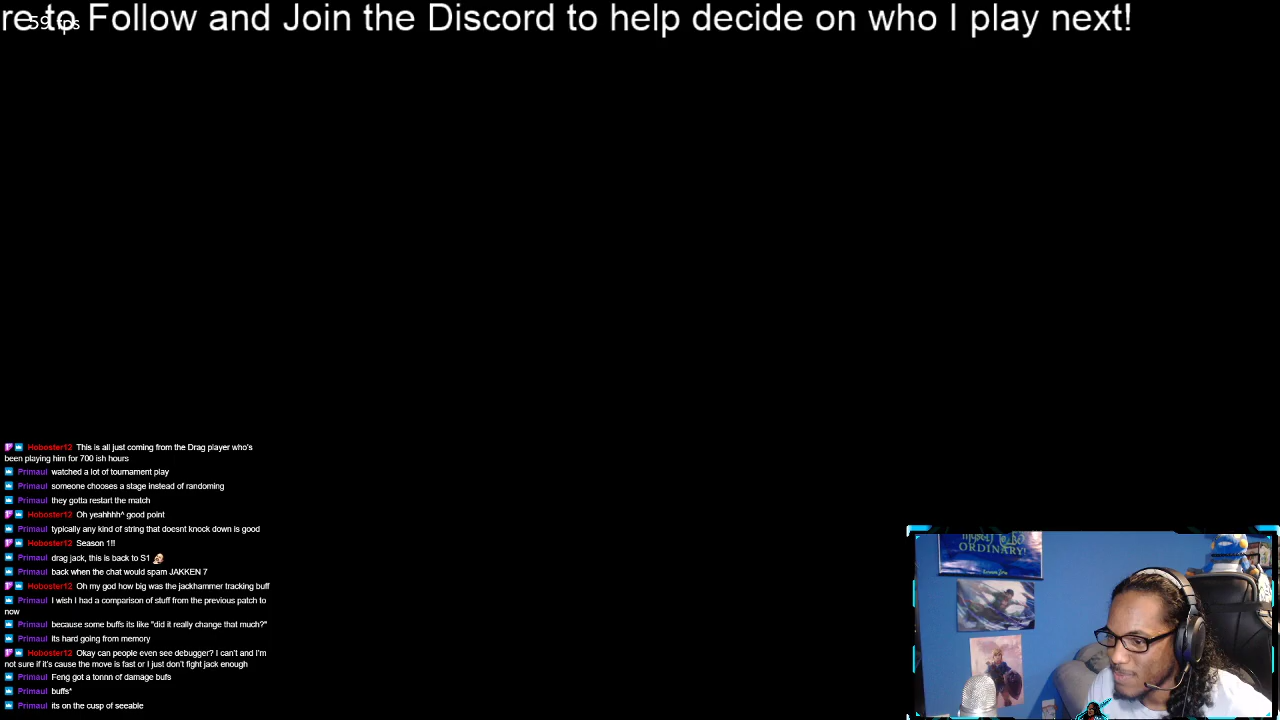 re to Follow and Join the Discord to help decide on who I play next!
59 fps
Hoboster12 This is all just coming from the Drag player who's
been playing him for 700 ish hours
Primaul watched a lot of tournament play
Primaul someone chooses a stage instead of randoming
Primaul they gotta restart the match
Hoboster12 Oh yeahhhh^ good point
Primaul typically any kind of string that doesnt knock down is good
Hoboster12 Season 1!!
Primaul drag jack, this is back to S1
Primaul back when the chat would spam JAKKEN 7
Hoboster12 Oh my god how big was the jackhammer tracking buff
Primaul I wish I had a comparison of stuff from the previous patch to
now
Primaul because some buffs its like "did it really change that much?"
Primaul its hard going from memory
Hoboster12 Okay can people even see debugger? I can't and I'm
not sure if it's cause the move is fast or I just don't fight jack enough
Primaul Feng got a tonnn of damage bufs
Primaul buffs*
Primaul its on the cusp of seeable
ORDINARY!